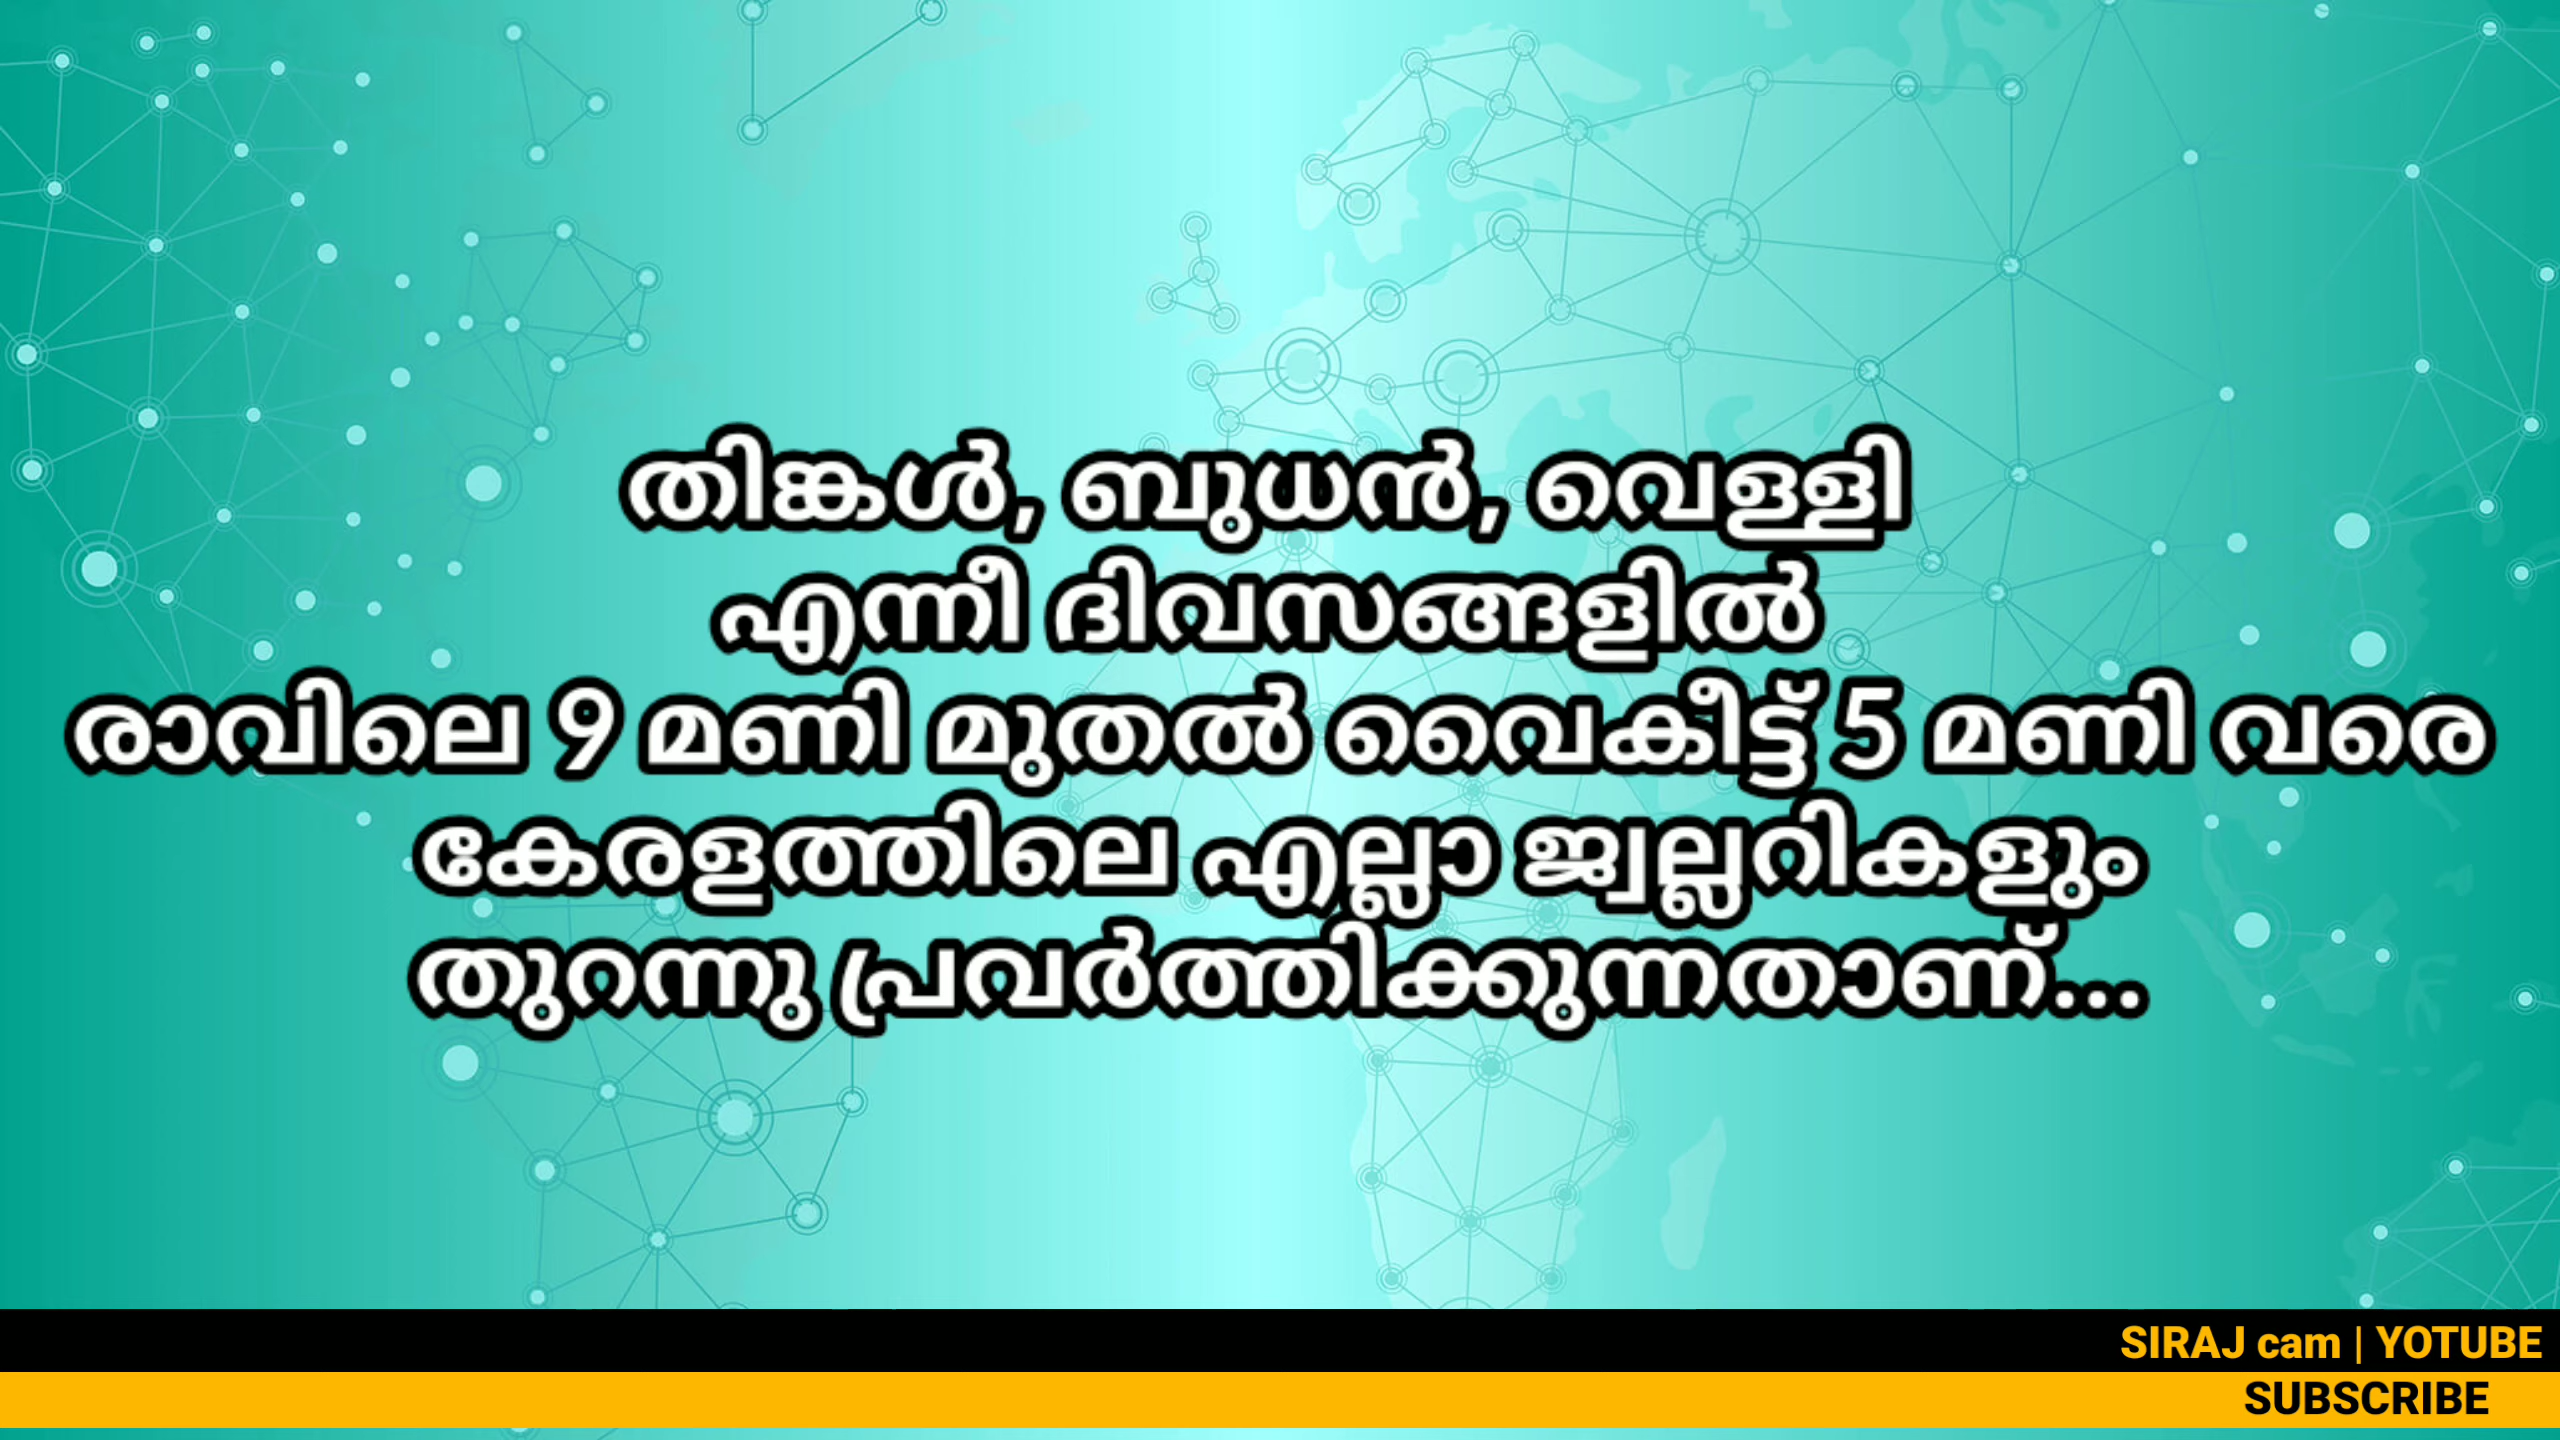 തിങ്കൾ, ബുധൻ, വെള്ളി
എന്നീ ദിവസങ്ങളിൽ
രാവിലെ 9 മണി മുതൽ വൈകീട്ട് 5 മണി വരെ
കേരളത്തിലെ എല്ലാ ജ്വല്ലറികളും
തുറന്നു പ്രവർത്തിക്കുന്നതാണ്...
SIRAJ cam | YOTUBE
SUBSCRIBE